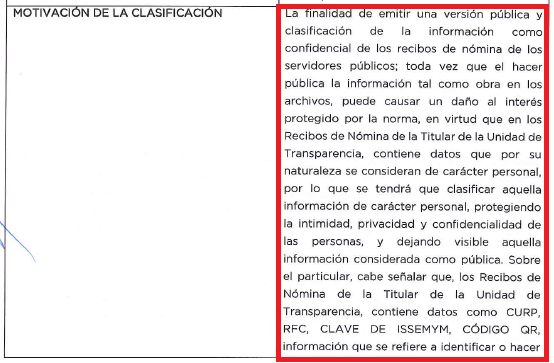 MOTIVACIÓN DE LA CLASIFICACIÓN
La finalidad de emitir una versión pública y
clasificación de la información como
confidencial de los recibos de nómina de los
servidores públicos; toda vez que el hacer
pública la información tal como obra en los
archivos, puede causar un daño al interés
protegido por la norma, en virtud que en los
Recibos de Nómina de la Titular de la Unidad de
Transparencia, contiene datos que por su
naturaleza se consideran de carácter personal,
por lo que se tendrá que clasificar aquella
información de carácter personal, protegiendo
la intimidad, privacidad y confidencialidad de
las personas, y dejando visible aquella
información considerada como pública. Sobre
el particular, cabe señalar que, los Recibos de
Nómina de la Titular de la Unidad de
Transparencia, contiene datos como CURP,
RFC, CLAVE DE ISSEMYM, CÓDIGO QR,
información que se refiere a identificar o hacer